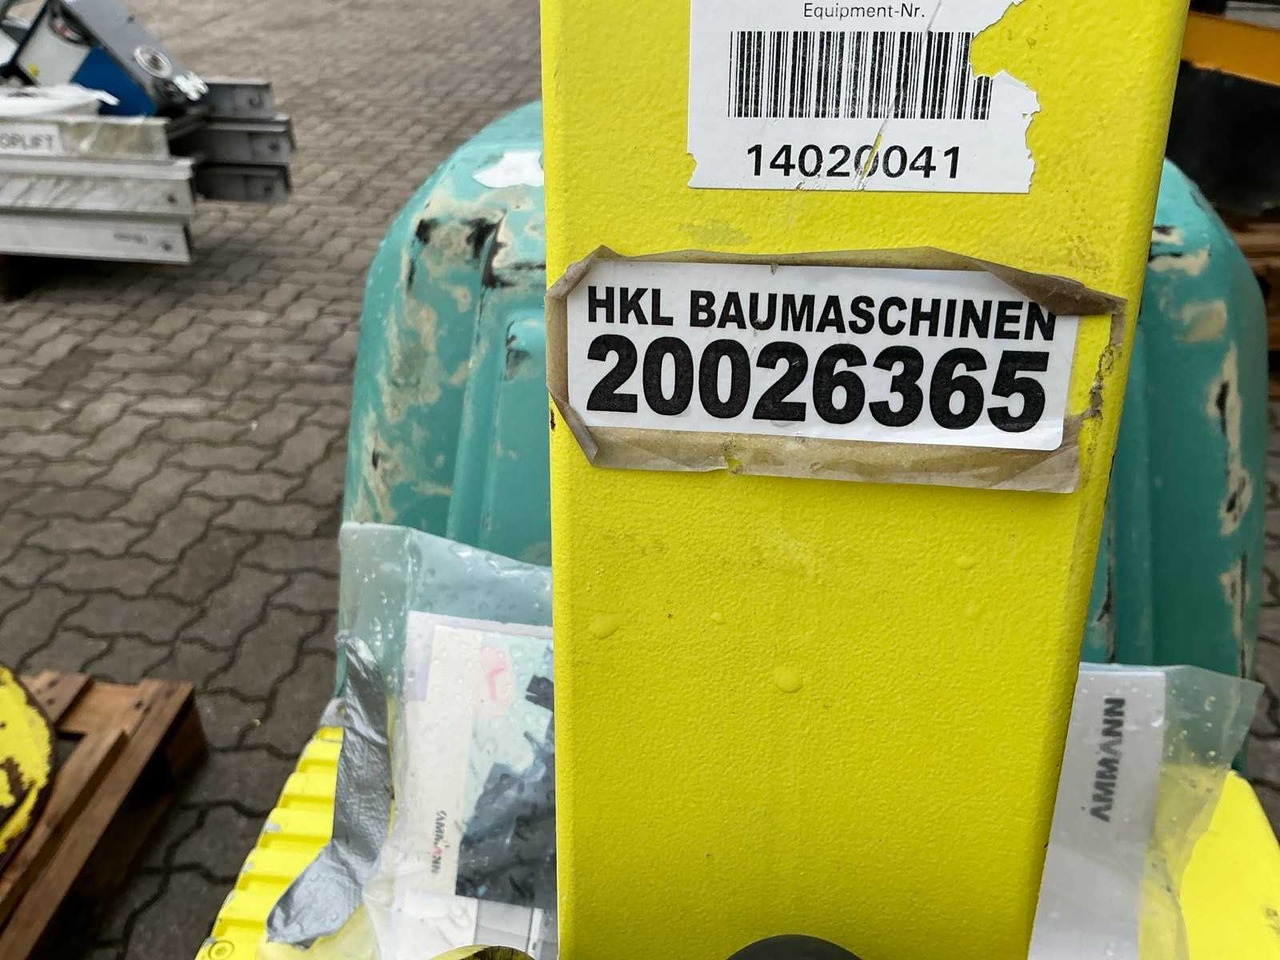 Equipment-Nr.
14020041
HKL BAUMASCHINEN
20026365
AMMANN
AMMANN